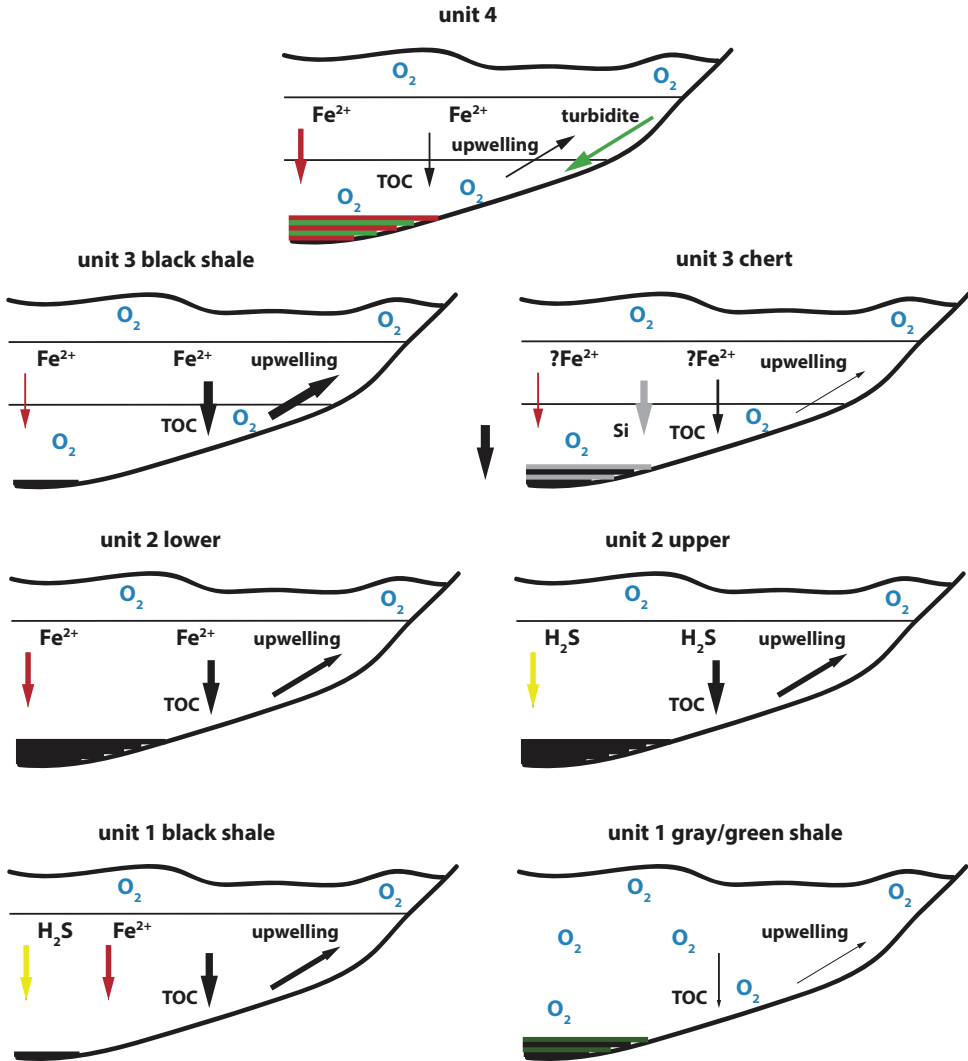 unit 4
O2 O2
Fe2+ Fe2+ turbidite
upwelling
TOC
O2 O2
unit 3 black shale
O2 O2
Fe2+ Fe2+ upwelling
TOC O2
O2
unit 3 chert
O2 O2
?Fe2+ ?Fe2+ upwelling
Si TOC O2
O2
unit 2 lower
O2 O2
Fe2+ Fe2+ upwelling
TOC
unit 2 upper
O2 O2
H2S H2S upwelling
TOC
unit 1 black shale
O2 O2
H2S Fe2+ upwelling
TOC
unit 1 gray/green shale
O2 O2
O2 O2 upwelling
TOC O2
O2